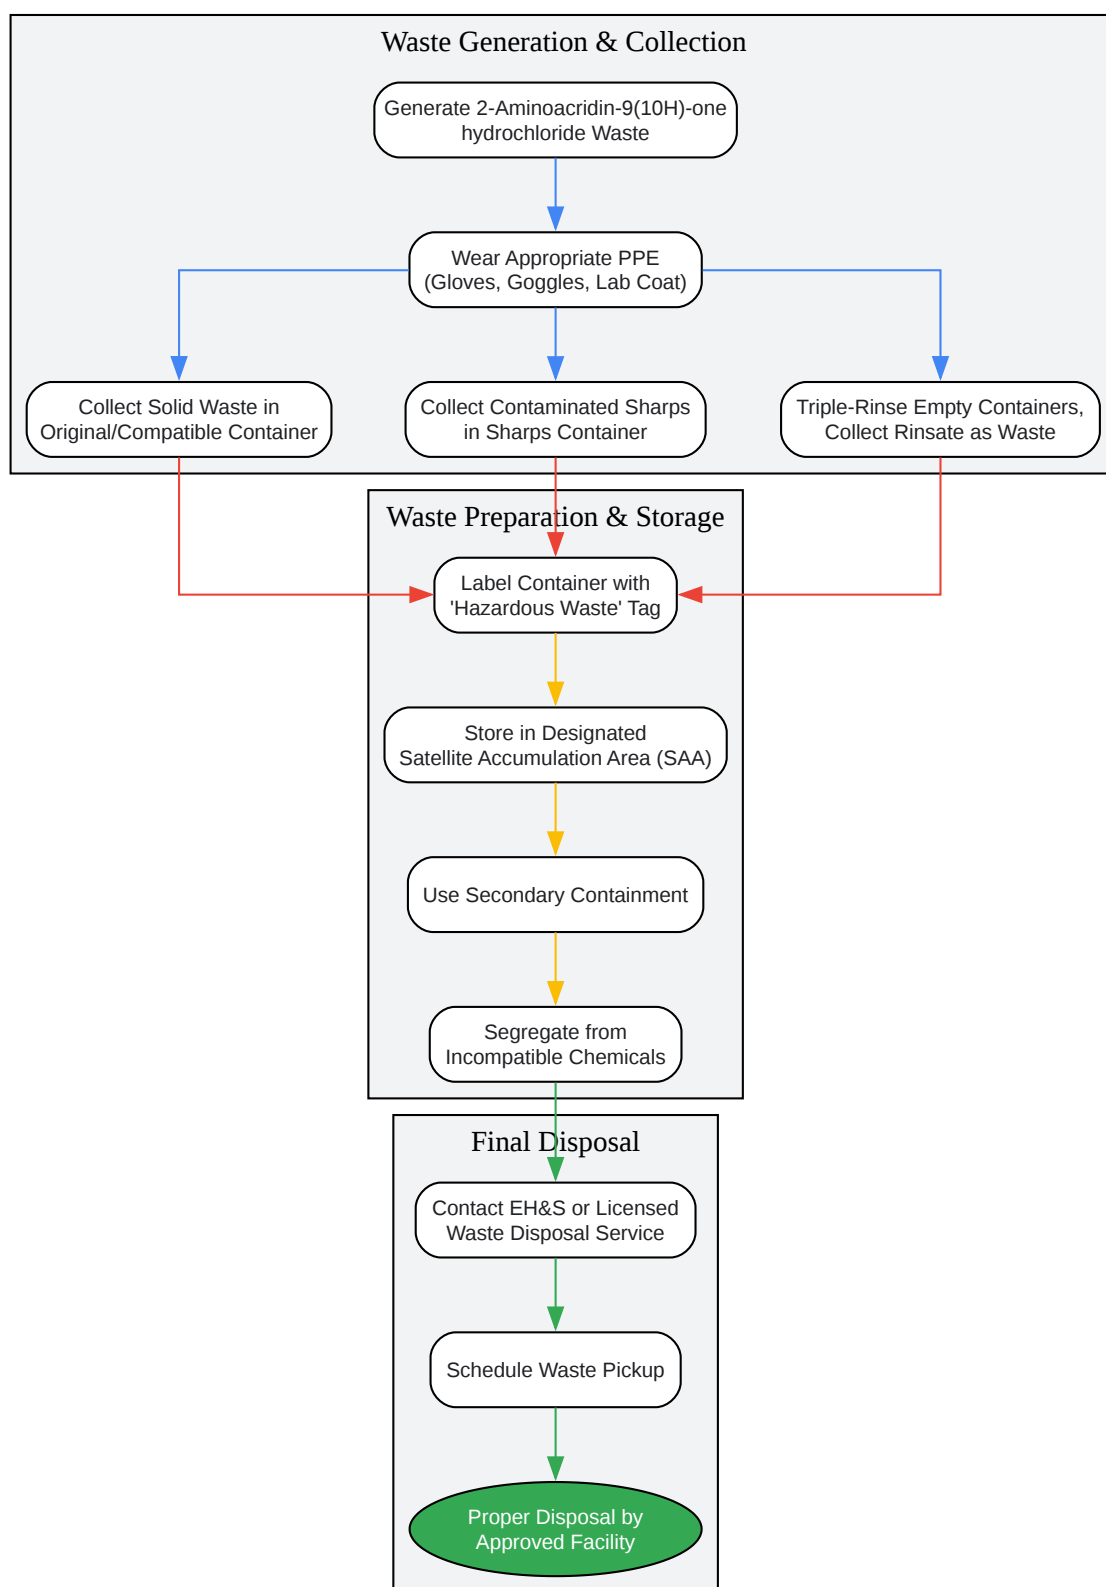 Waste Generation & Collection
Generate 2-Aminoacridin-9(10H)-one
hydrochloride Waste
Wear Appropriate PPE
(Gloves, Goggles, Lab Coat)
Collect Solid Waste in
Original/Compatible Container
Collect Contaminated Sharps
in Sharps Container
Triple-Rinse Empty Containers,
Collect Rinsate as Waste
Waste Preparation & Storage
Label Container with
'Hazardous Waste' Tag
Store in Designated
Satellite Accumulation Area (SAA)
Use Secondary Containment
Segregate from
Incompatible Chemicals
Final Disposal
Contact EH&S or Licensed
Waste Disposal Service
Schedule Waste Pickup
Proper Disposal by
Approved Facility